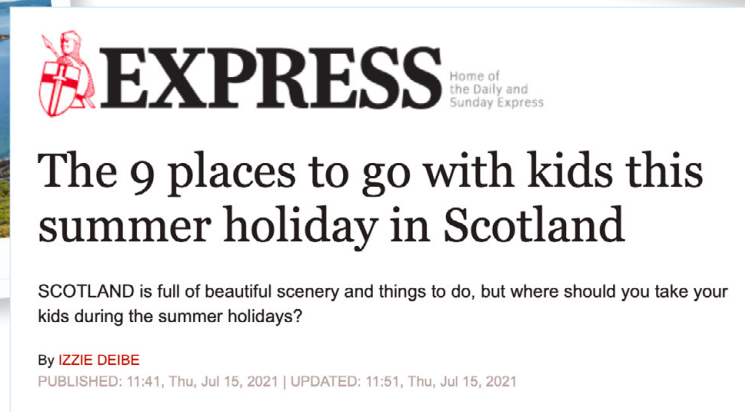 EXPRESS
Home of
the Daily and
Sunday Express
The 9 places to go with kids this
summer holiday in Scotland
SCOTLAND is full of beautiful scenery and things to do, but where should you take your
kids during the summer holidays?
By IZZIE DEIBE
PUBLISHED: 11:41, Thu, Jul 15, 2021 | UPDATED: 11:51, Thu, Jul 15, 2021